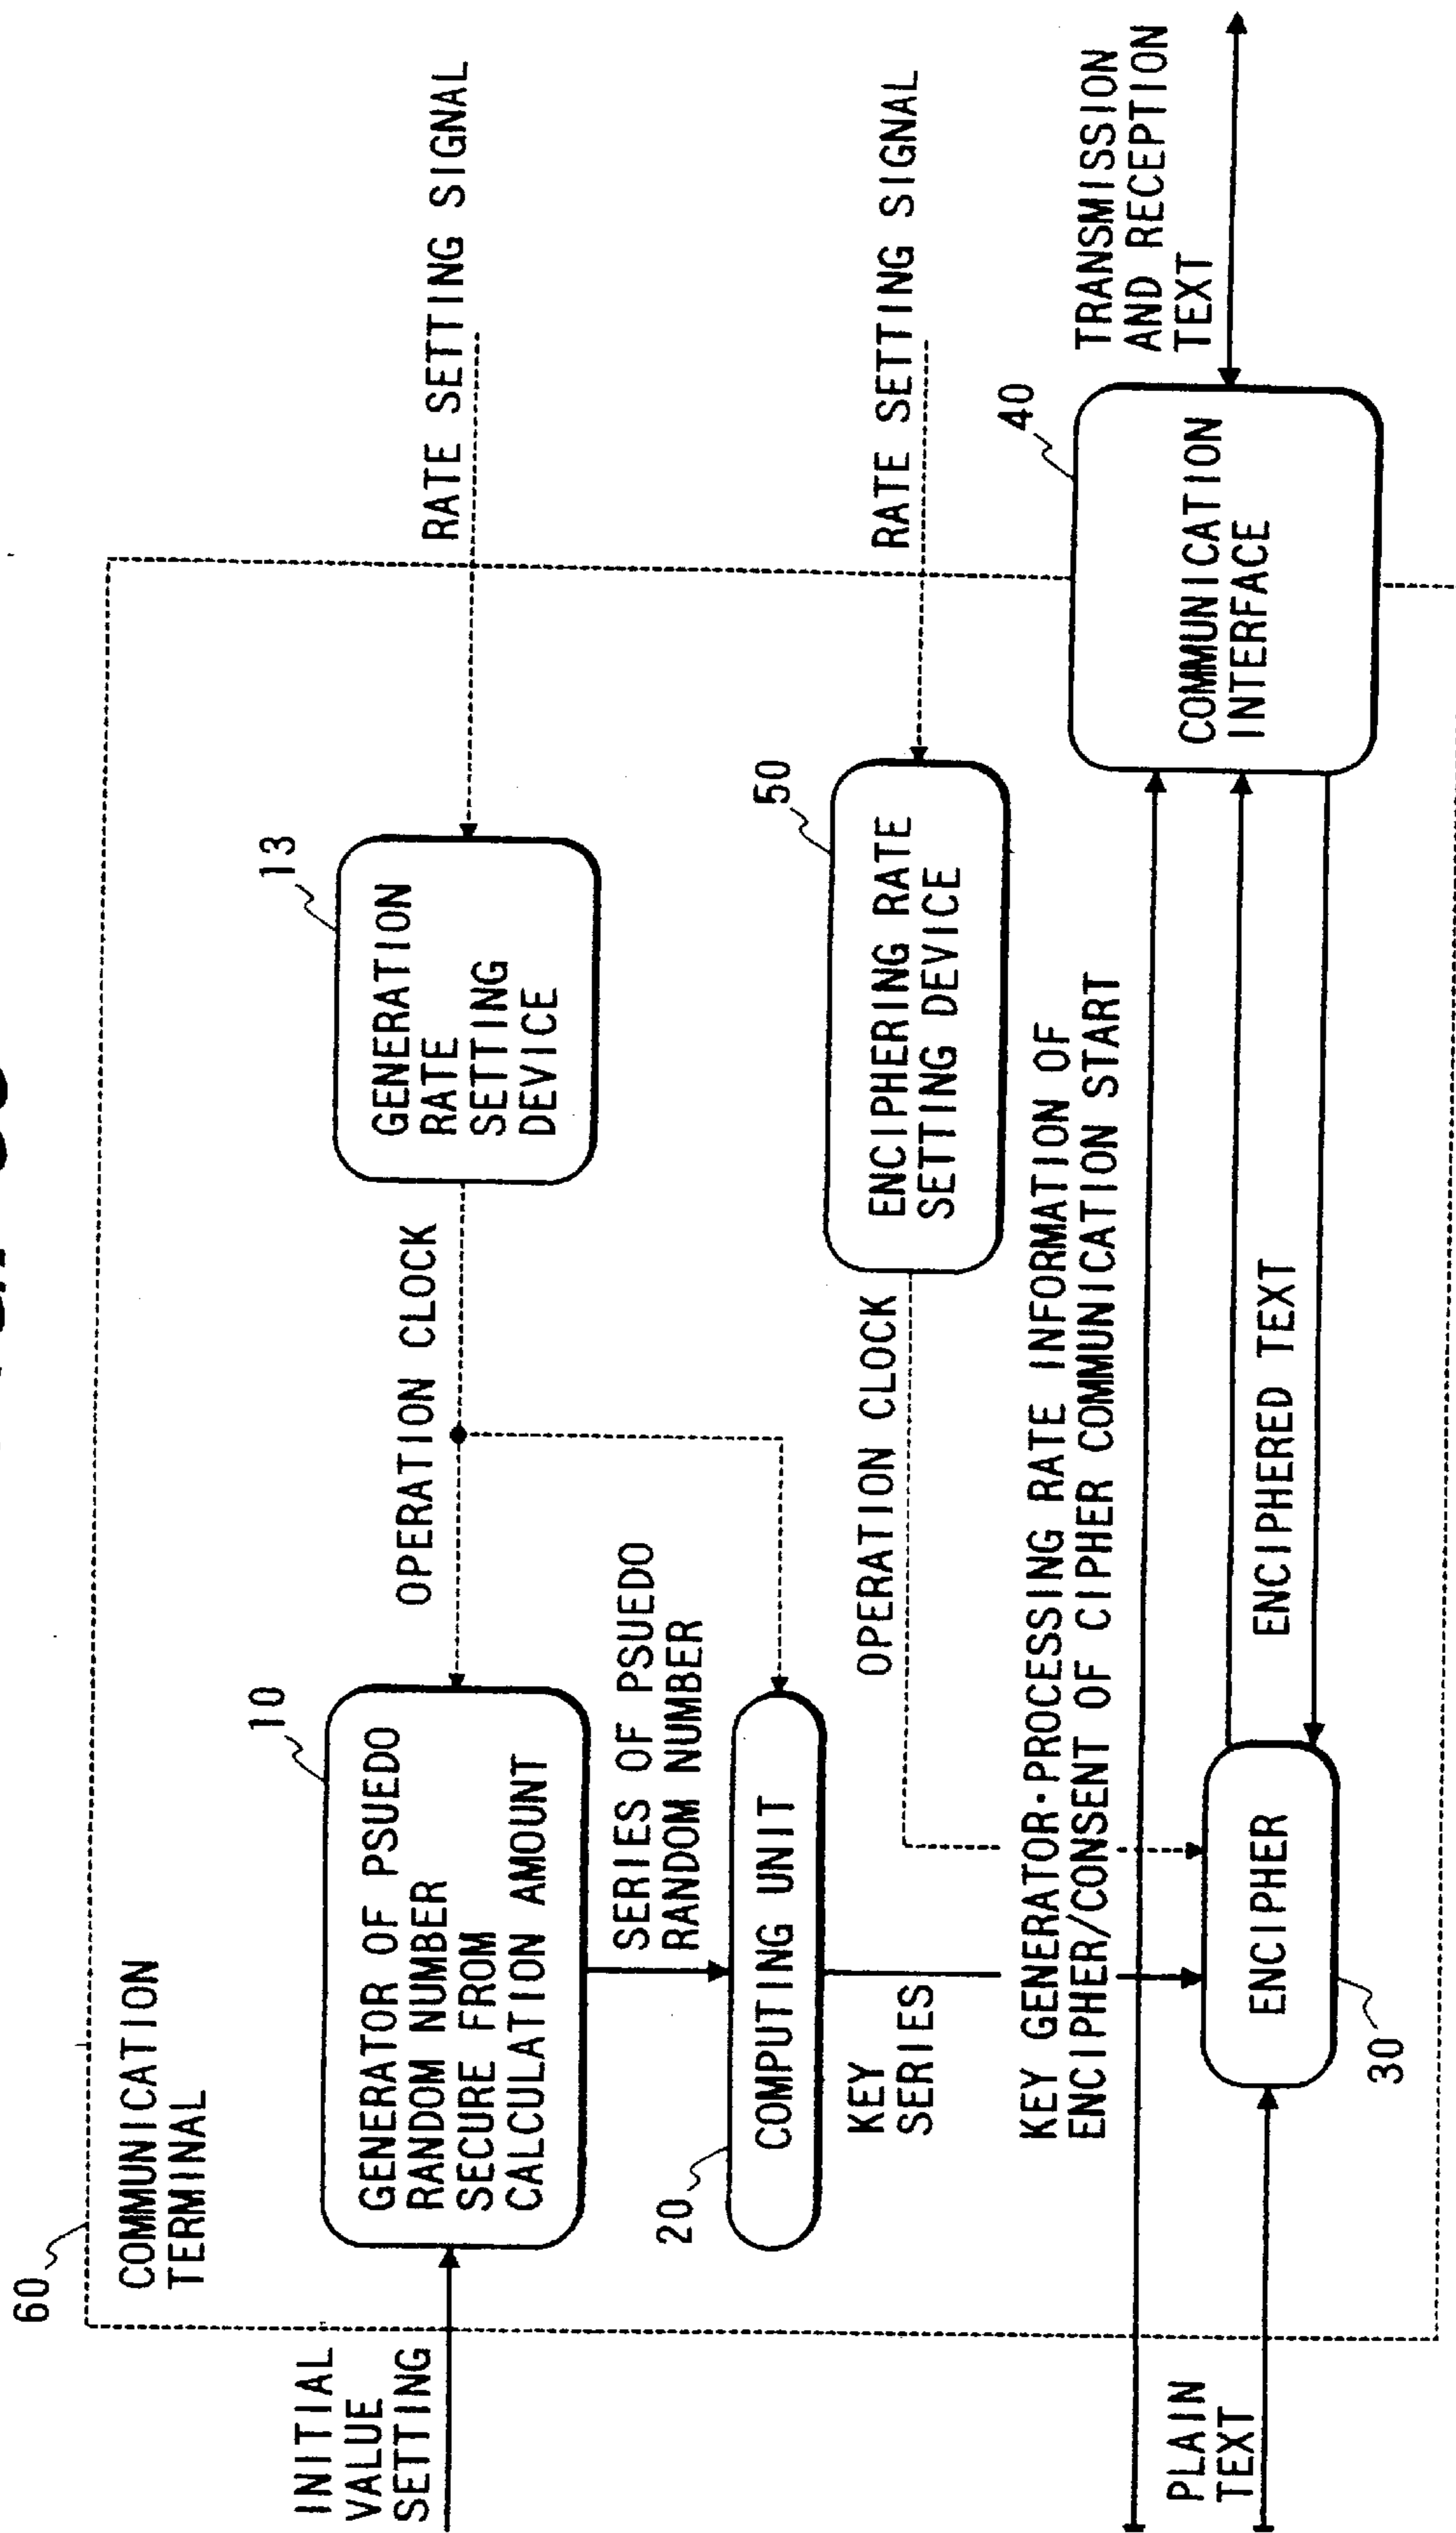 60
COMMUNICATION
TERMINAL
INITIAL
VALUE
SETTING
10
GENERATOR OF PSUEDO
RANDOM NUMBER
SECURE FROM
CALCULATION AMOUNT
OPERATION CLOCK
13
GENERATION
RATE
SETTING
DEVICE
RATE SETTING SIGNAL
SERIES OF PSUEDO
RANDOM NUMBER
20
COMPUTING UNIT
KEY
SERIES
OPERATION CLOCK
50
ENCIPHERING RATE
SETTING DEVICE
RATE SETTING SIGNAL
KEY GENERATOR·PROCESSING RATE INFORMATION OF
ENCIPHER/CONSENT OF CIPHER COMMUNICATION START
40
COMMUNICATION
INTERFACE
TRANSMISSION
AND RECEPTION
TEXT
PLAIN
TEXT
ENCIPHER
30
ENCIPHERED TEXT